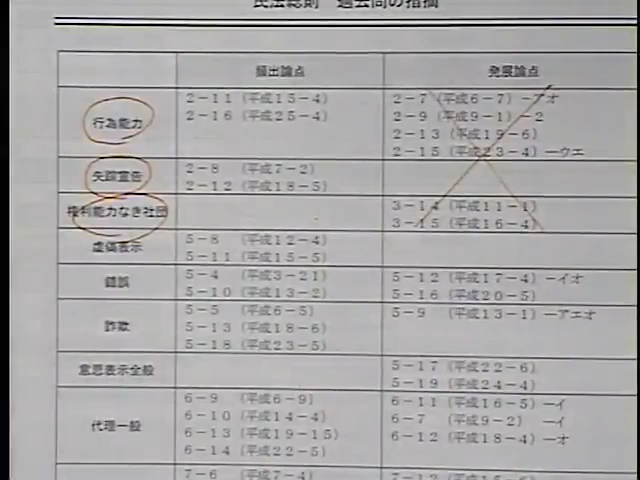 民法総則 過去問の指摘
頻出論点 発展論点
行為能力
2－11（平成15－4）
2－16（平成25－4）
2－7（平成6－7）－アオ
2－9（平成9－1）－2
2－13（平成19－6）
2－15（平成23－4）－ウエ
失踪宣告
2－8（平成7－2）
2－12（平成18－5）
権利能力なき社団
3－14（平成11－1）
3－15（平成16－4）
虚偽表示
5－8（平成12－4）
5－11（平成15－5）
錯誤
5－4（平成3－21）
5－10（平成13－2）
5－12（平成17－4）－イオ
5－16（平成20－5）
詐欺
5－5（平成6－5）
5－13（平成18－6）
5－18（平成23－5）
5－9（平成13－1）－アエオ
意思表示全般
5－17（平成22－6）
5－19（平成24－4）
代理一般
6－9（平成6－9）
6－10（平成14－4）
6－13（平成19－15）
6－14（平成22－5）
6－11（平成16－5）－イ
6－7（平成9－2）－イ
6－12（平成18－4）－オ
7－6（平成7－4）